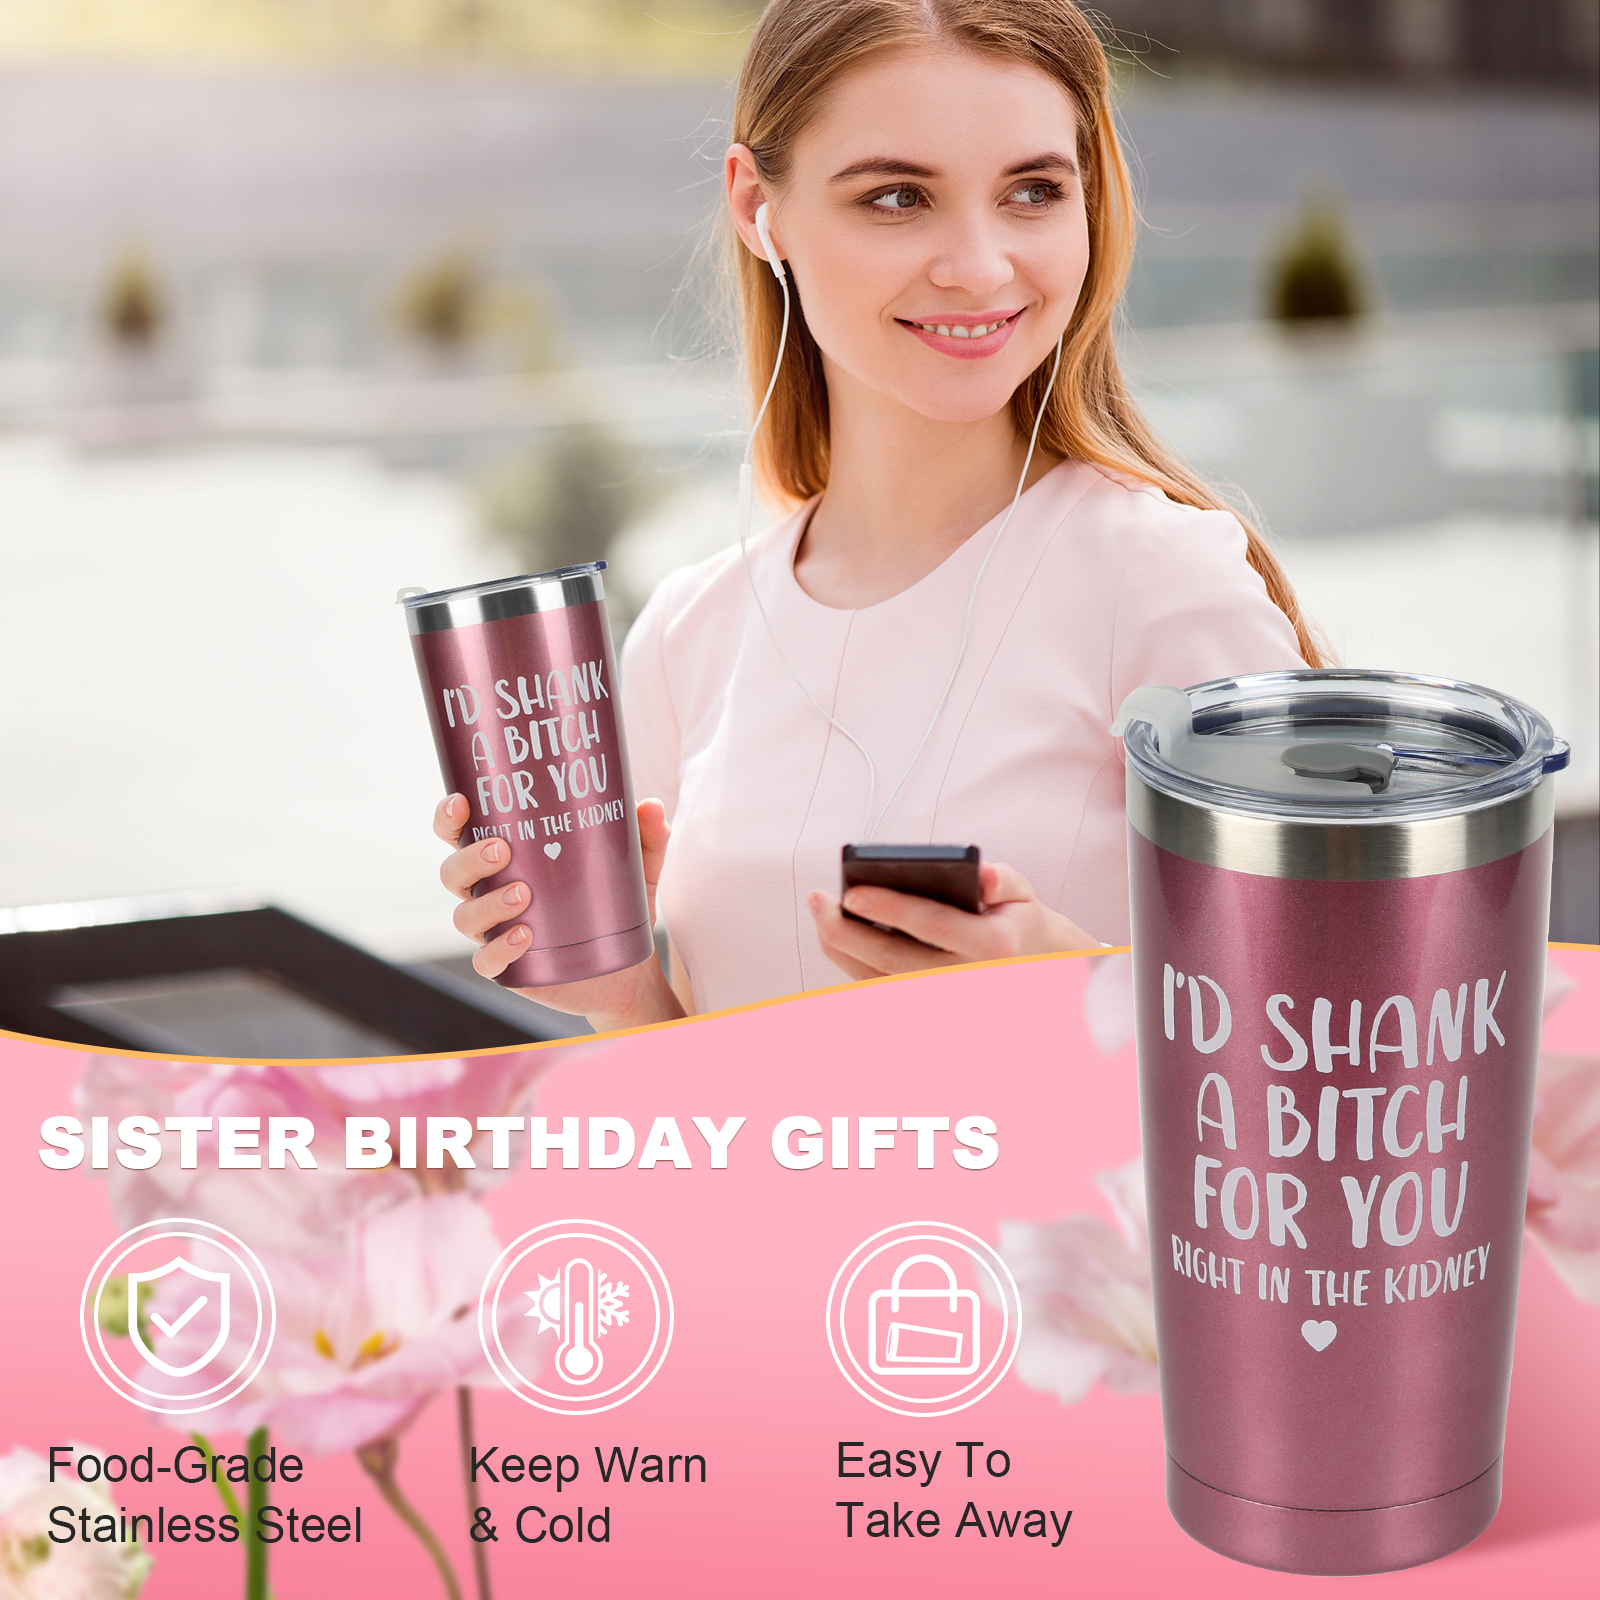 I'D SHANK
A BITCH
FOR YOU
RIGHT IN THE KIDNEY
I'D SHANK
A BITCH
FOR YOU
RIGHT IN THE KIDNEY
SISTER BIRTHDAY GIFTS
Food-Grade
Stainless Steel
Keep Warn
& Cold
Easy To
Take Away